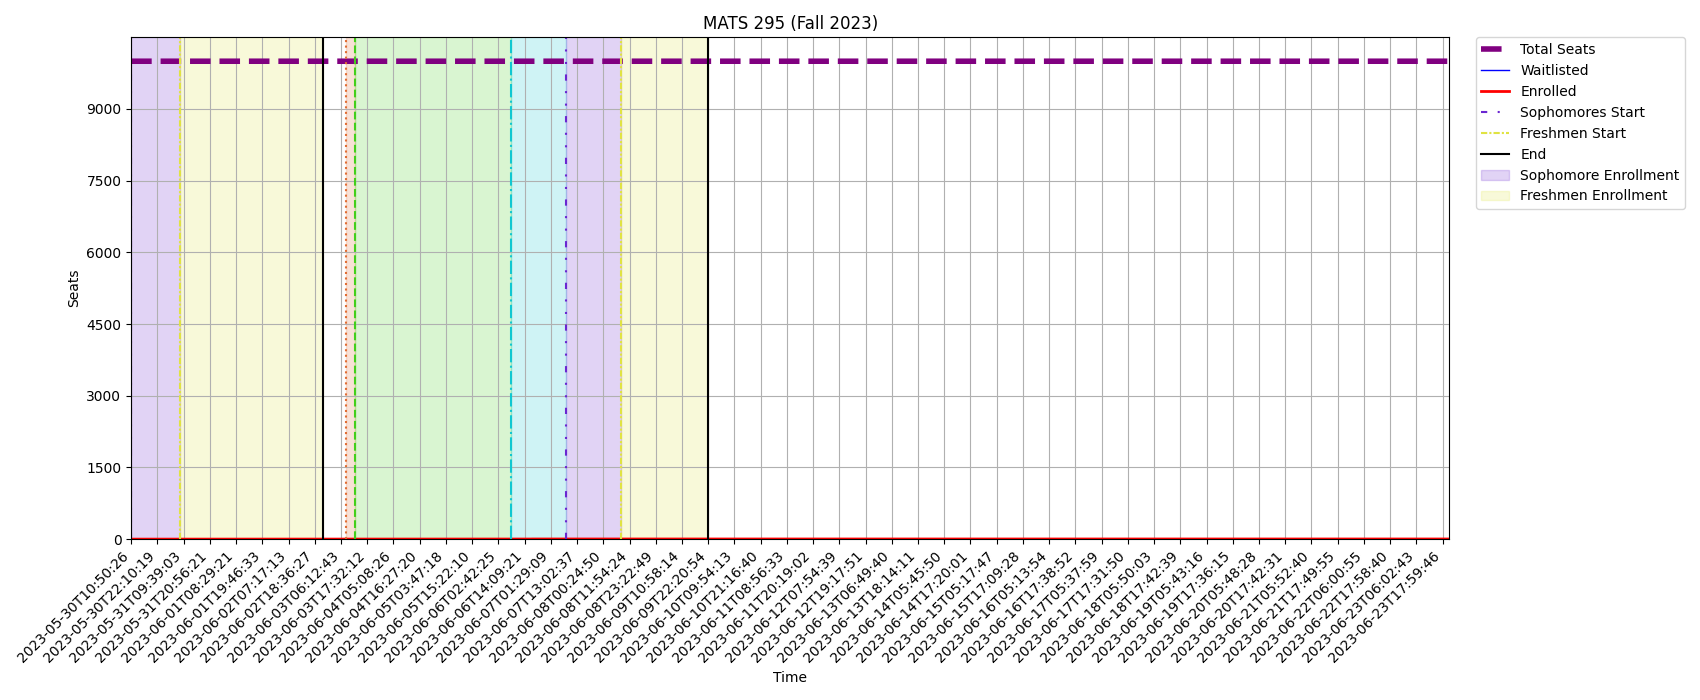 MATS 295 (Fall 2023)
Total Seats
Waitlisted
Enrolled
Sophomores Start
Freshmen Start
End
Sophomore Enrollment
Freshmen Enrollment
Seats
9000
7500
6000
4500
3000
1500
0
2023-05-30T10:50:26
2023-05-30T22:10:19
2023-05-31T09:39:03
2023-05-31T20:56:21
2023-06-01T08:29:21
2023-06-01T19:46:33
2023-06-02T07:17:13
2023-06-02T18:36:27
2023-06-03T06:12:43
2023-06-03T17:32:12
2023-06-04T05:08:26
2023-06-04T16:27:20
2023-06-05T03:47:18
2023-06-05T15:22:10
2023-06-06T02:42:25
2023-06-06T14:09:21
2023-06-07T01:29:09
2023-06-07T13:02:37
2023-06-08T00:24:50
2023-06-08T11:54:24
2023-06-08T23:22:49
2023-06-09T10:58:14
2023-06-09T22:20:54
2023-06-10T09:54:13
2023-06-10T21:16:40
2023-06-11T08:56:33
2023-06-11T20:19:02
2023-06-12T07:54:39
2023-06-12T19:17:51
2023-06-13T06:49:40
2023-06-13T18:14:11
2023-06-14T05:45:50
2023-06-14T17:20:01
2023-06-15T05:17:47
2023-06-15T17:09:28
2023-06-16T05:13:54
2023-06-16T17:38:52
2023-06-17T05:37:59
2023-06-17T17:31:50
2023-06-18T05:50:03
2023-06-18T17:42:39
2023-06-19T05:43:16
2023-06-19T17:36:15
2023-06-20T05:48:28
2023-06-20T17:42:31
2023-06-21T05:52:40
2023-06-21T17:49:55
2023-06-22T06:00:55
2023-06-22T17:58:40
2023-06-23T06:02:43
2023-06-23T17:59:46
Time